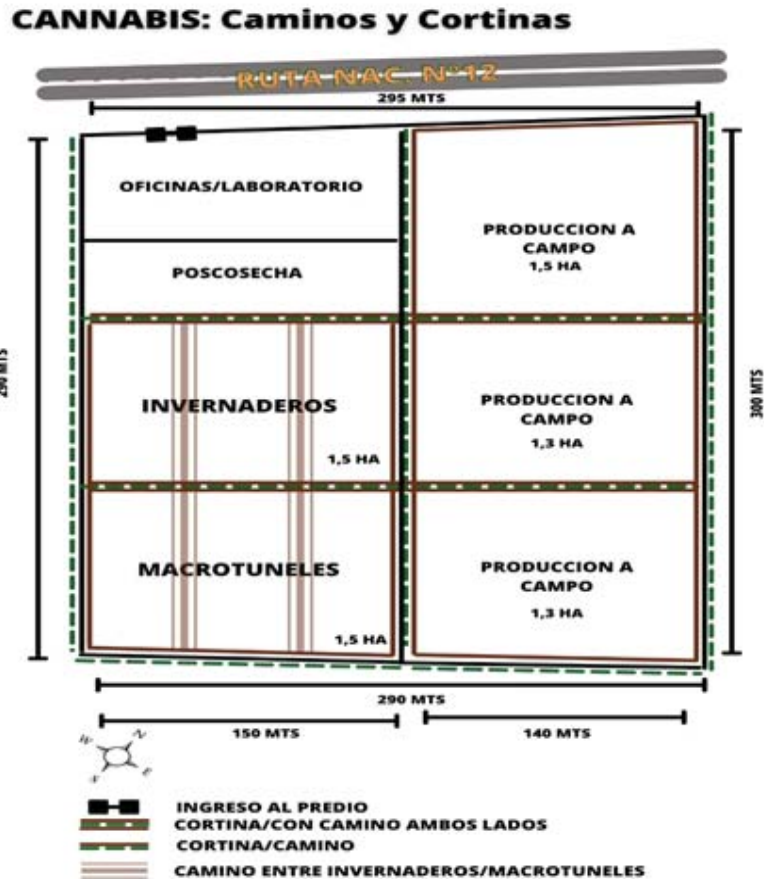 CANNABIS: Caminos y Cortinas
RUTA NAC. N°12
295 MTS
OFICINAS/LABORATORIO
PRODUCCION A
CAMPO
1,5 HA
POSCOSECHA
290 MTS
INVERNADEROS
1,5 HA
PRODUCCION A
CAMPO
1,3 HA
300 MTS
MACROTUNELES
1,5 HA
PRODUCCION A
CAMPO
1,3 HA
290 MTS
150 MTS
140 MTS
W
N
S
E
INGRESO AL PREDIO
CORTINA/CON CAMINO AMBOS LADOS
CORTINA/CAMINO
CAMINO ENTRE INVERNADEROS/MACROTUNELES